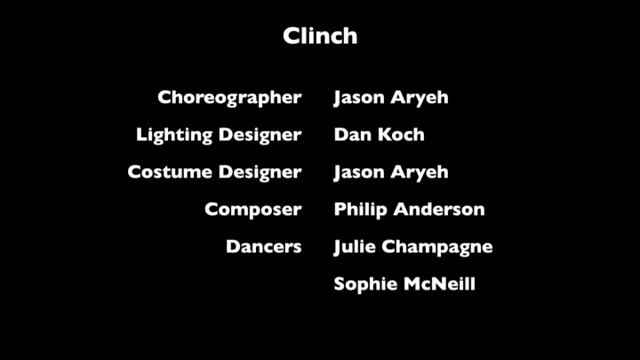 Clinch
Choreographer Jason Aryeh
Lighting Designer Dan Koch
Costume Designer Jason Aryeh
Composer Philip Anderson
Dancers Julie Champagne
Sophie McNeill